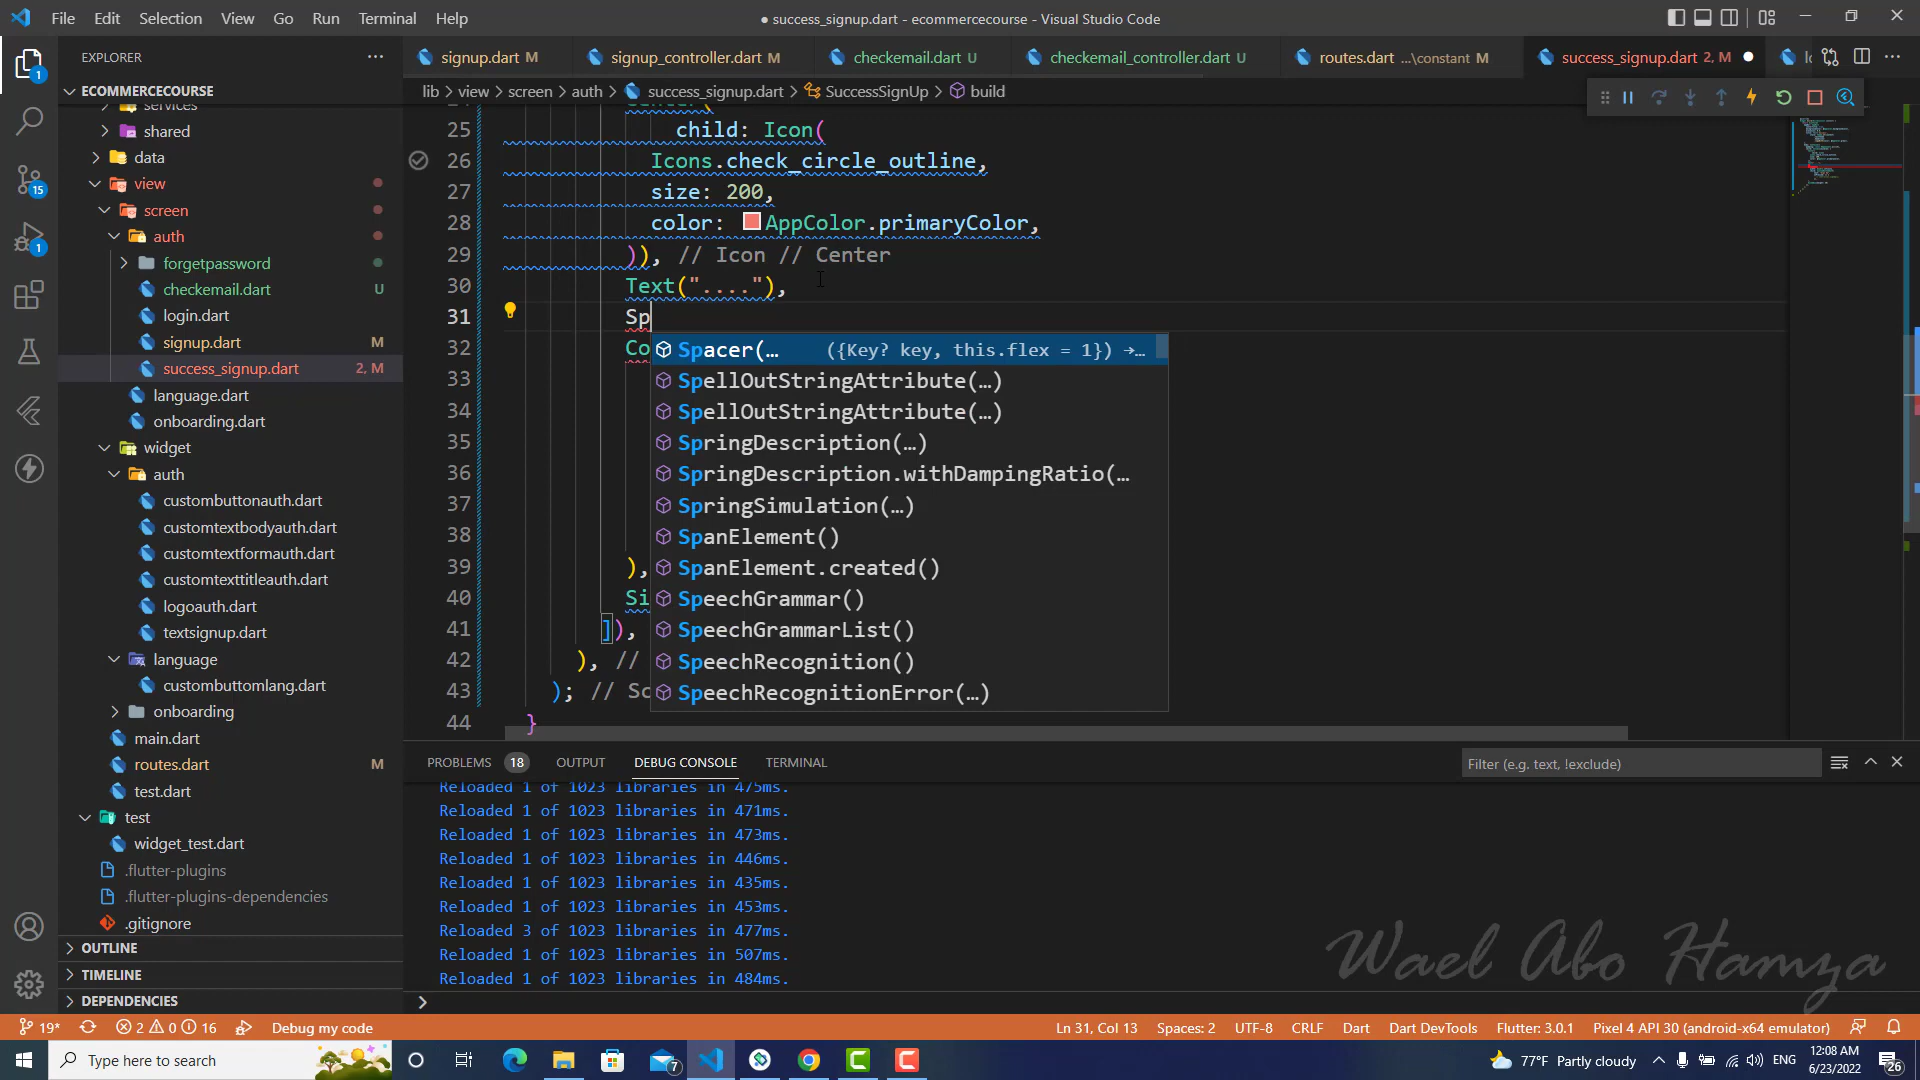 File Edit Selection View Go Run Terminal Help
● success_signup.dart - ecommercecourse - Visual Studio Code
EXPLORER
signup.dart M
signup_controller.dart M
checkemail.dart U
checkemail_controller.dart U
routes.dart ...\constant M
success_signup.dart 2, M ●
lib > view > screen > auth > success_signup.dart > SuccessSignUp > build
ECOMMERCECOURSE
services
shared
data
view
screen
auth
forgetpassword
checkemail.dart U
login.dart
signup.dart M
success_signup.dart 2, M
language.dart
onboarding.dart
widget
auth
custombuttonauth.dart
customtextbodyauth.dart
customtextformauth.dart
customtexttitleauth.dart
logoauth.dart
textsignup.dart
language
custombuttomlang.dart
onboarding
main.dart
routes.dart M
test.dart
test
widget_test.dart
.flutter-plugins
.flutter-plugins-dependencies
.gitignore
OUTLINE
TIMELINE
DEPENDENCIES
1
15
1
25 child: Icon(
26 Icons.check_circle_outline,
27 size: 200,
28 color: AppColor.primaryColor,
29 )), // Icon // Center
30 Text("...."),
31 Sp
32 Co
33
34
35
36
37
38
39 ),
40 Si
41 ]),
42 ), //
43 ); // Sc
44 }
Spacer(… ({Key? key, this.flex = 1}) →…
SpellOutStringAttribute(…)
SpellOutStringAttribute(…)
SpringDescription(…)
SpringDescription.withDampingRatio(…
SpringSimulation(…)
SpanElement()
SpanElement.created()
SpeechGrammar()
SpeechGrammarList()
SpeechRecognition()
SpeechRecognitionError(…)
PROBLEMS 18 OUTPUT DEBUG CONSOLE TERMINAL
Filter (e.g. text, !exclude)
Reloaded 1 of 1023 libraries in 475ms.
Reloaded 1 of 1023 libraries in 471ms.
Reloaded 1 of 1023 libraries in 473ms.
Reloaded 1 of 1023 libraries in 446ms.
Reloaded 1 of 1023 libraries in 435ms.
Reloaded 1 of 1023 libraries in 453ms.
Reloaded 3 of 1023 libraries in 477ms.
Reloaded 1 of 1023 libraries in 507ms.
Reloaded 1 of 1023 libraries in 484ms.
Wael Abo Hamza
19* 2 0 16 Debug my code
Ln 31, Col 13 Spaces: 2 UTF-8 CRLF Dart Dart DevTools Flutter: 3.0.1 Pixel 4 API 30 (android-x64 emulator)
Type here to search
7
77°F Partly cloudy
ENG
12:08 AM
6/23/2022
26